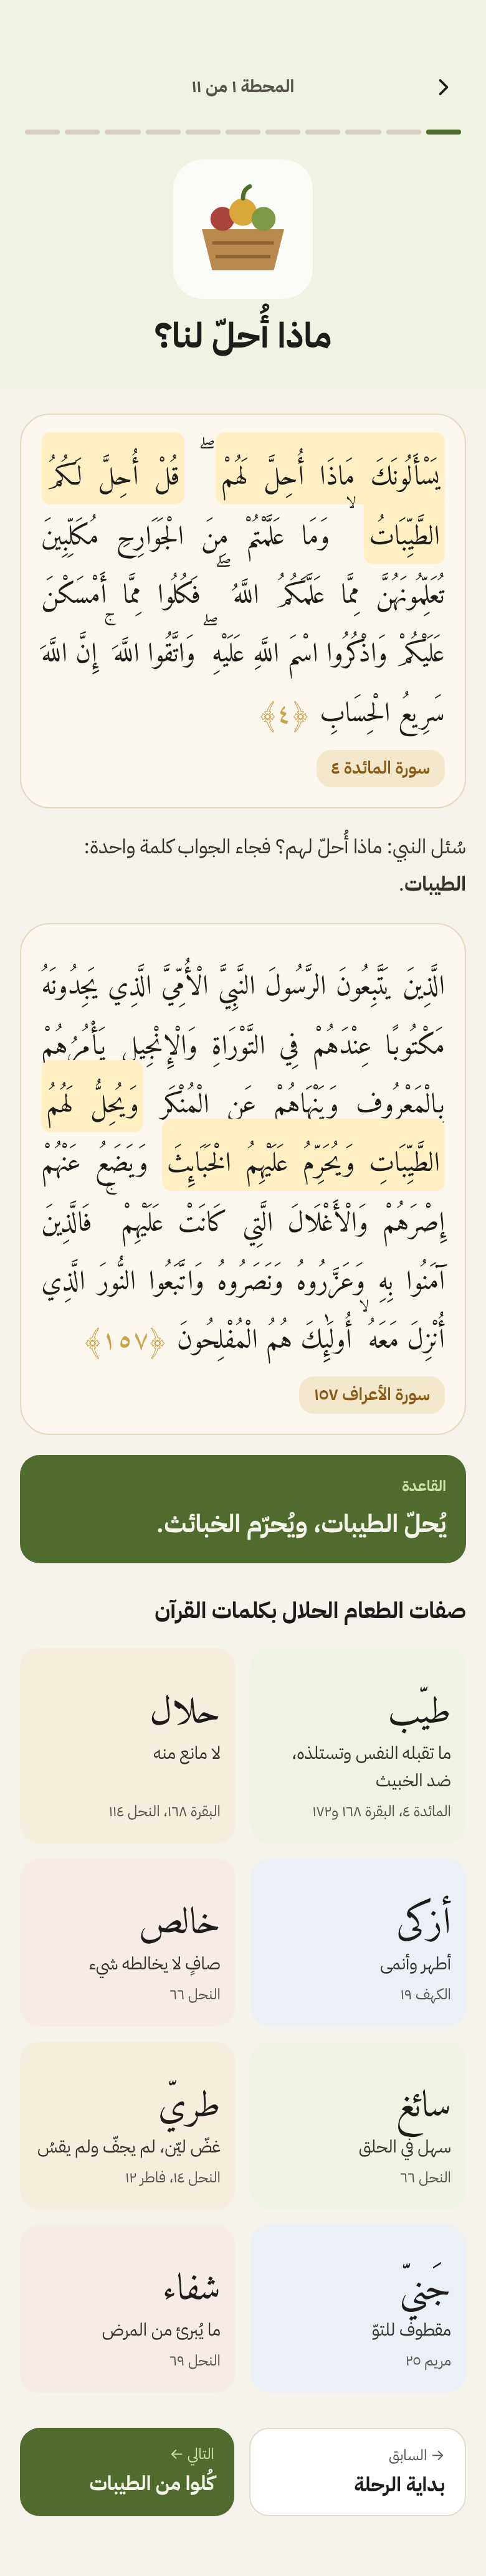 المحطة ١ من ١١
ماذا أُحلّ لنا؟
يَسْأَلُونَكَ مَاذَا أُحِلَّ لَهُمْ ۖ قُلْ أُحِلَّ لَكُمُ
الطَّيِّبَاتُ ۙ وَمَا عَلَّمْتُمْ مِنَ الْجَوَارِحِ مُكَلِّبِينَ
تُعَلِّمُونَهُنَّ مِمَّا عَلَّمَكُمُ اللَّهُ ۖ فَكُلُوا مِمَّا أَمْسَكْنَ
عَلَيْكُمْ وَاذْكُرُوا اسْمَ اللَّهِ عَلَيْهِ ۖ وَاتَّقُوا اللَّهَ ۚ إِنَّ اللَّهَ
سَرِيعُ الْحِسَابِ ﴿٤﴾
سورة المائدة ٤
سُئل النبي: ماذا أُحلّ لهم؟ فجاء الجواب كلمة واحدة:
الطيبات.
الَّذِينَ يَتَّبِعُونَ الرَّسُولَ النَّبِيَّ الْأُمِّيَّ الَّذِي يَجِدُونَهُ
مَكْتُوبًا عِنْدَهُمْ فِي التَّوْرَاةِ وَالْإِنْجِيلِ يَأْمُرُهُمْ
بِالْمَعْرُوفِ وَيَنْهَاهُمْ عَنِ الْمُنْكَرِ وَيُحِلُّ لَهُمُ
الطَّيِّبَاتِ وَيُحَرِّمُ عَلَيْهِمُ الْخَبَائِثَ وَيَضَعُ عَنْهُمْ
إِصْرَهُمْ وَالْأَغْلَالَ الَّتِي كَانَتْ عَلَيْهِمْ ۚ فَالَّذِينَ
آمَنُوا بِهِ وَعَزَّرُوهُ وَنَصَرُوهُ وَاتَّبَعُوا النُّورَ الَّذِي
أُنْزِلَ مَعَهُ ۙ أُولَٰئِكَ هُمُ الْمُفْلِحُونَ ﴿١٥٧﴾
سورة الأعراف ١٥٧
القاعدة
يُحلّ الطيبات، ويُحرّم الخبائث.
صفات الطعام الحلال بكلمات القرآن
طيّب
ما تقبله النفس وتستلذه،
ضد الخبيث
المائدة ٤، البقرة ١٦٨ و١٧٢
حلال
لا مانع منه
البقرة ١٦٨، النحل ١١٤
أزكى
أطهر وأنمى
الكهف ١٩
خالص
صافٍ لا يخالطه شيء
النحل ٦٦
سائغ
سهل في الحلق
النحل ٦٦
طريّ
غضّ ليّن، لم يجفّ ولم يقسُ
النحل ١٤، فاطر ١٢
جَنيّ
مقطوف للتوّ
مريم ٢٥
شفاء
ما يُبرئ من المرض
النحل ٦٩
→ السابق
بداية الرحلة
التالي ←
كُلوا من الطيبات